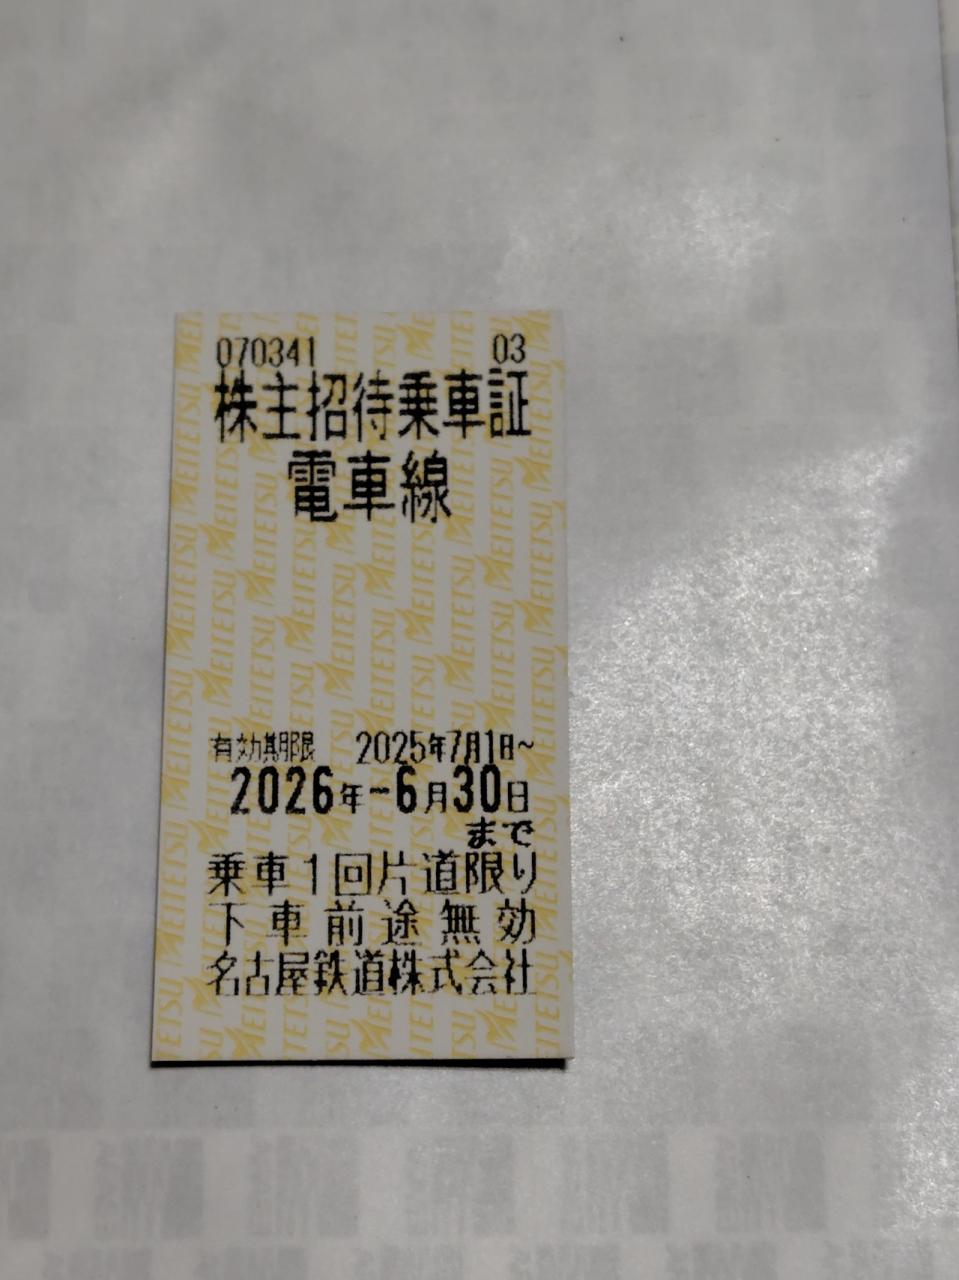 070341 03
株主招待乗車証
電車線
有効期限 2025年7月1日~
2026年-6月30日
まで
乗車1回片道限り
下車前途無効
名古屋鉄道株式会社
MEITETSU